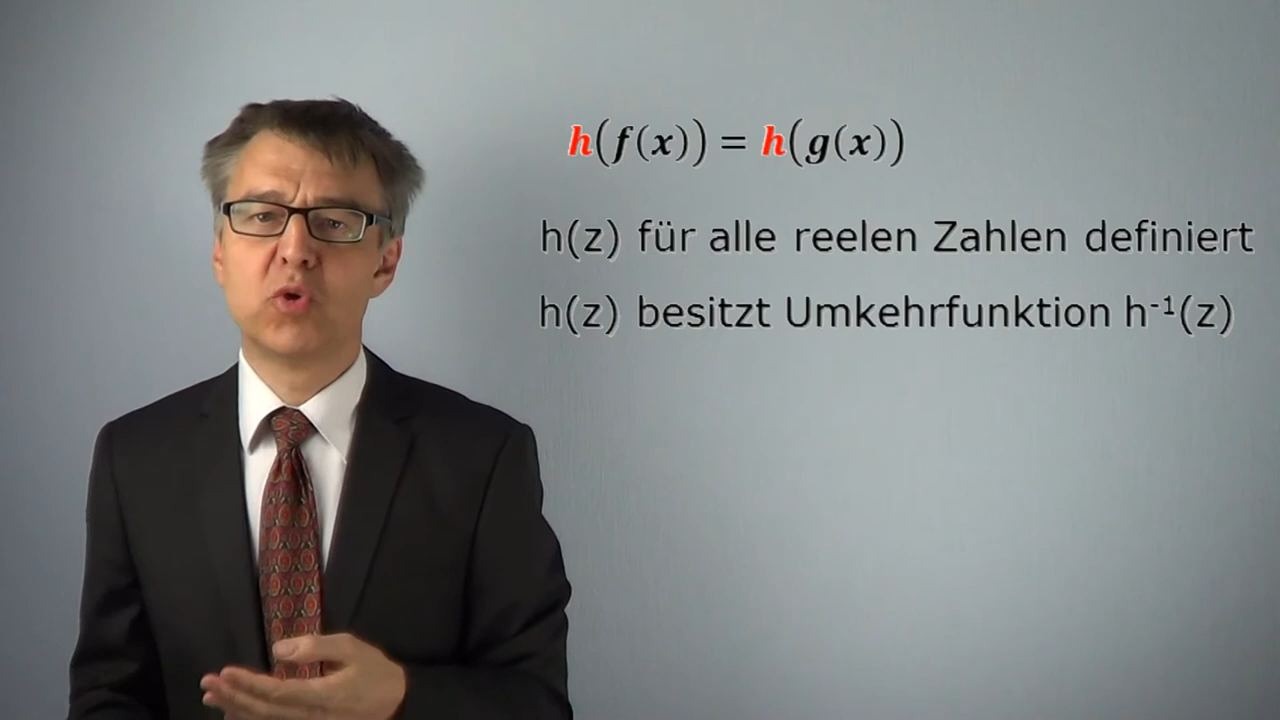 h(f(x)) = h(g(x))
h(z) für alle reelen Zahlen definiert
h(z) besitzt Umkehrfunktion h⁻¹(z)